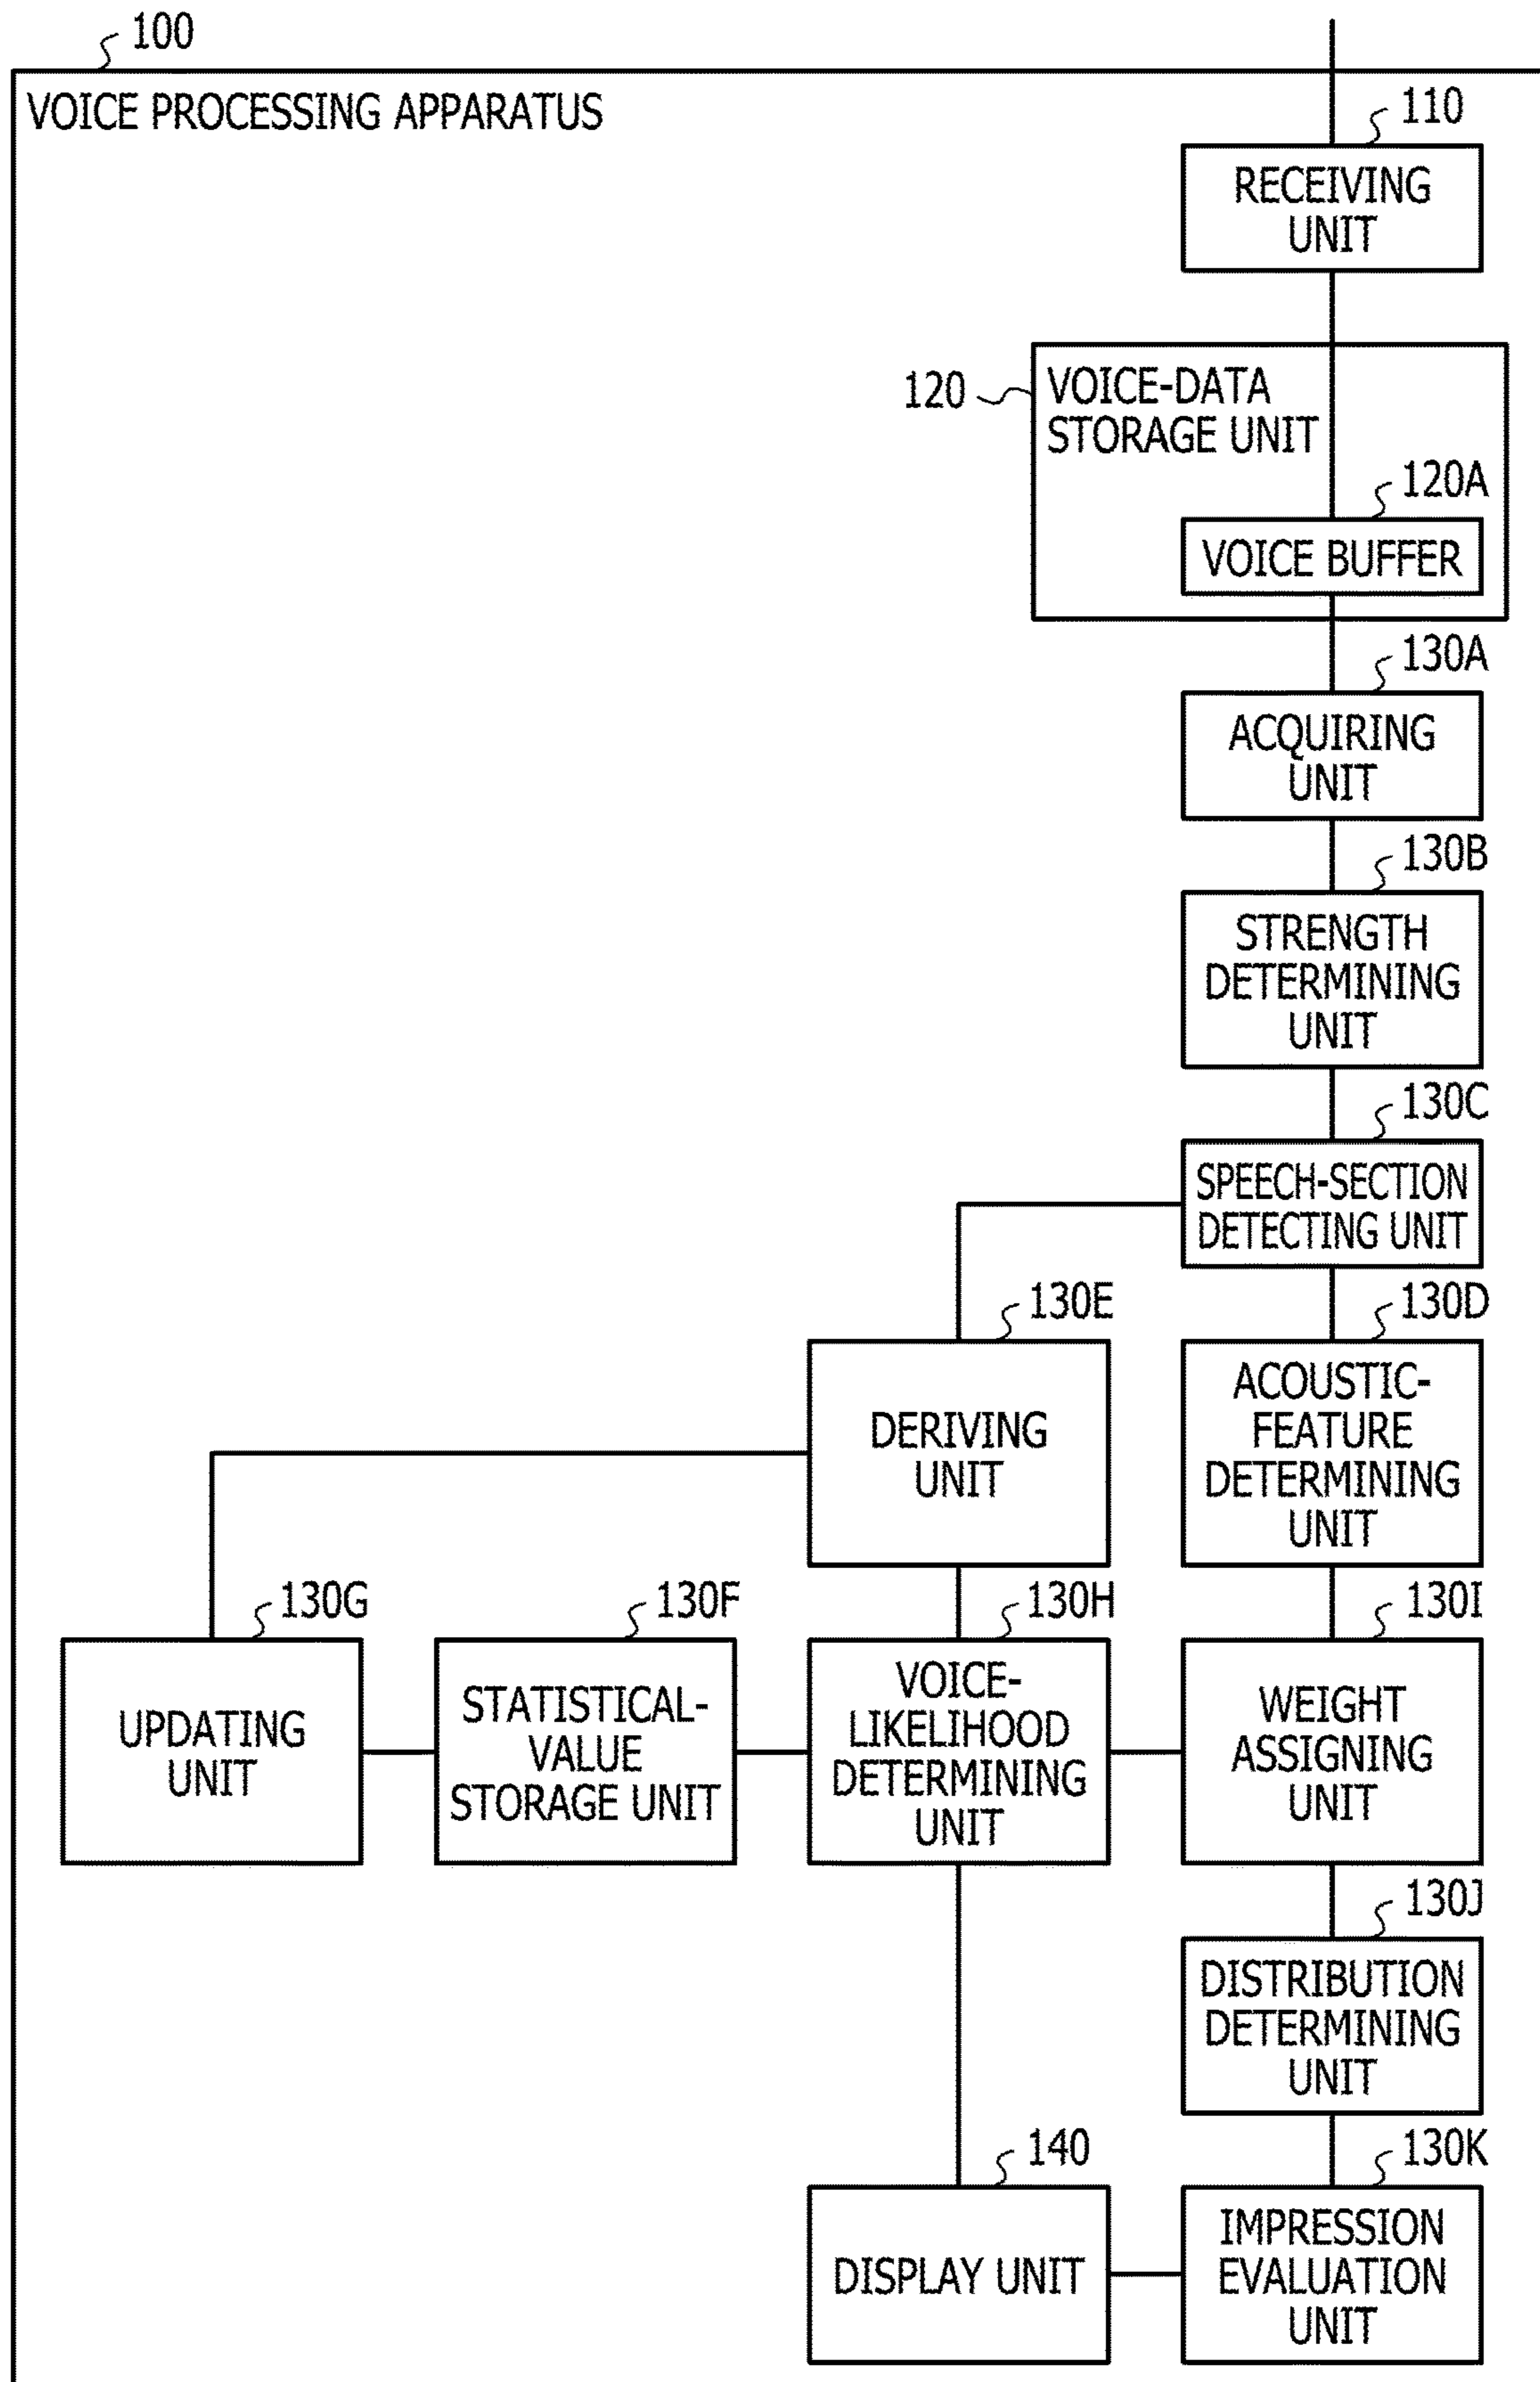 100
VOICE PROCESSING APPARATUS
110
RECEIVING
UNIT
120
VOICE-DATA
STORAGE UNIT
120A
VOICE BUFFER
130A
ACQUIRING
UNIT
130B
STRENGTH
DETERMINING
UNIT
130C
SPEECH-SECTION
DETECTING UNIT
130E
DERIVING
UNIT
130D
ACOUSTIC-
FEATURE
DETERMINING
UNIT
130G
UPDATING
UNIT
130F
STATISTICAL-
VALUE
STORAGE UNIT
130H
VOICE-
LIKELIHOOD
DETERMINING
UNIT
130I
WEIGHT
ASSIGNING
UNIT
130J
DISTRIBUTION
DETERMINING
UNIT
140
DISPLAY UNIT
130K
IMPRESSION
EVALUATION
UNIT